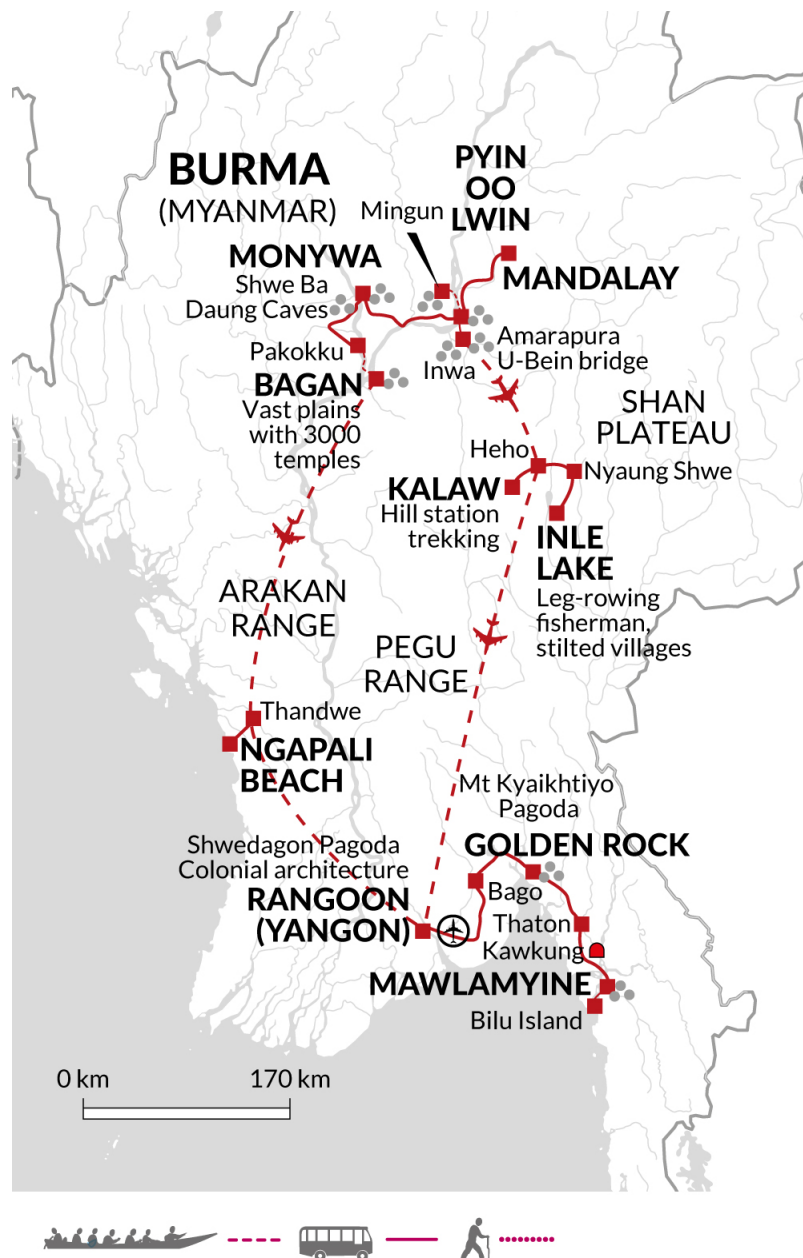 BURMA
(MYANMAR)
PYIN
OO
LWIN
Mingun
MONYWA
Shwe Ba
Daung Caves
MANDALAY
Pakokku
Amarapura
U-Bein bridge
Inwa
BAGAN
Vast plains
with 3000
temples
SHAN
PLATEAU
Heho
Nyaung Shwe
KALAW
Hill station
trekking
INLE
LAKE
Leg-rowing
fisherman,
stilted villages
ARAKAN
RANGE
PEGU
RANGE
Thandwe
NGAPALI
BEACH
Mt Kyaikhtiyo
Pagoda
GOLDEN ROCK
Shwedagon Pagoda
Colonial architecture
RANGOON
(YANGON)
Bago
Thaton
Kawkung
MAWLAMYINE
Bilu Island
0 km
170 km